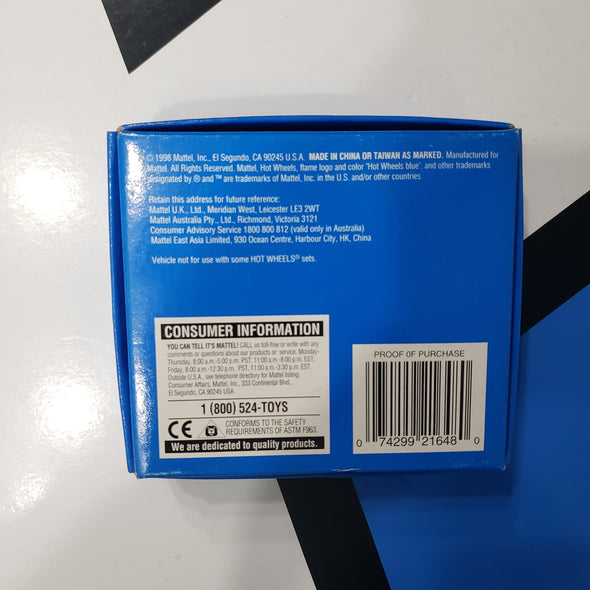 © 1998 Mattel, Inc., El Segundo, CA 90245 U.S.A. MADE IN CHINA OR TAIWAN AS MARKED. Manufactured for
Mattel. All Rights Reserved. Mattel, Hot Wheels, flame logo and color 'Hot Wheels blue', and other trademarks
designated by ® and ™ are trademarks of Mattel, Inc. in the U.S. and/or other countries
Retain this address for future reference:
Mattel U.K., Ltd., Meridian West, Leicester LE3 2WT
Mattel Australia Pty., Ltd., Richmond, Victoria 3121
Consumer Advisory Service 1800 800 812 (valid only in Australia)
Mattel East Asia Limited, 930 Ocean Centre, Harbour City, HK, China
Vehicle not for use with some HOT WHEELS® sets.
CONSUMER INFORMATION
YOU CAN TELL IT'S MATTEL! CALL us toll-free or write with any
comments or questions about our products or service. Monday-
Thursday, 8:00 a.m.-5:00 p.m. PST; 11:00 a.m.-8:00 p.m. EST;
Friday, 8:00 a.m.-12:30 p.m. PST, 11:00 a.m.-3:30 p.m. EST.
Outside U.S.A., see telephone directory for Mattel listing.
Consumer Affairs, Mattel, Inc., 333 Continental Blvd.,
El Segundo, CA 90245 USA
1 (800) 524-TOYS
CE CONFORMS TO THE SAFETY
REQUIREMENTS OF ASTM F963.
We are dedicated to quality products.
PROOF OF PURCHASE
0 74299 21648 0